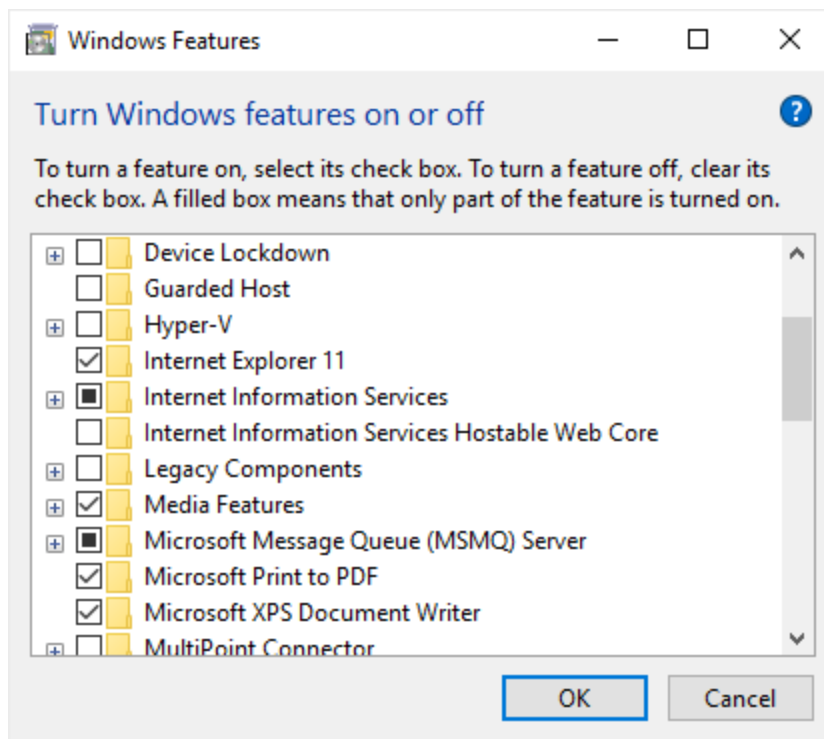 Windows Features
Turn Windows features on or off
?
To turn a feature on, select its check box. To turn a feature off, clear its
check box. A filled box means that only part of the feature is turned on.
Device Lockdown
Guarded Host
Hyper-V
Internet Explorer 11
Internet Information Services
Internet Information Services Hostable Web Core
Legacy Components
Media Features
Microsoft Message Queue (MSMQ) Server
Microsoft Print to PDF
Microsoft XPS Document Writer
MultiPoint Connector
OK Cancel